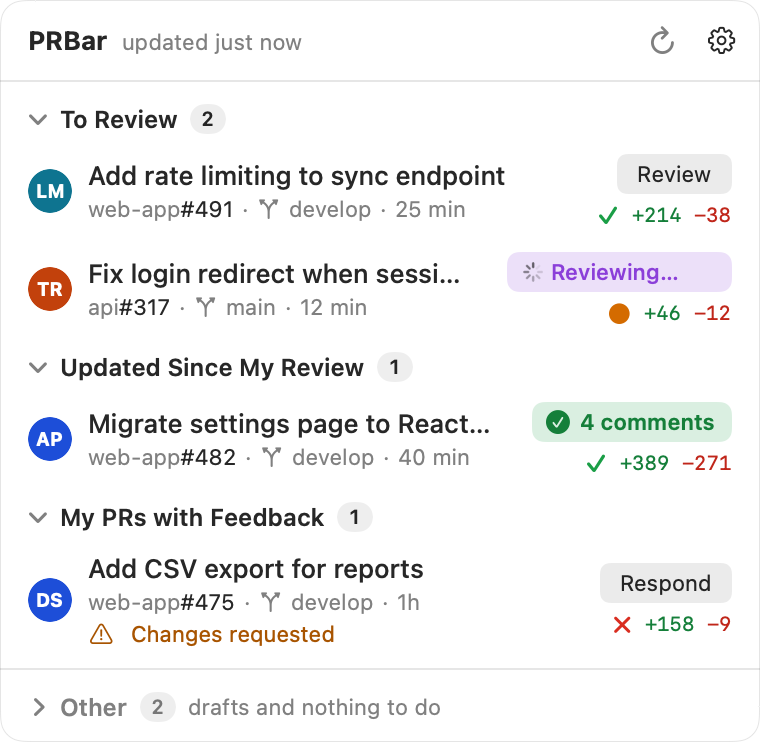 PRBar updated just now
To Review 2
LM Add rate limiting to sync endpoint Review
web-app#491 · develop · 25 min +214 −38
TR Fix login redirect when sessi... Reviewing...
api#317 · main · 12 min +46 −12
Updated Since My Review 1
AP Migrate settings page to React... 4 comments
web-app#482 · develop · 40 min +389 −271
My PRs with Feedback 1
DS Add CSV export for reports Respond
web-app#475 · develop · 1h +158 −9
Changes requested
Other 2 drafts and nothing to do